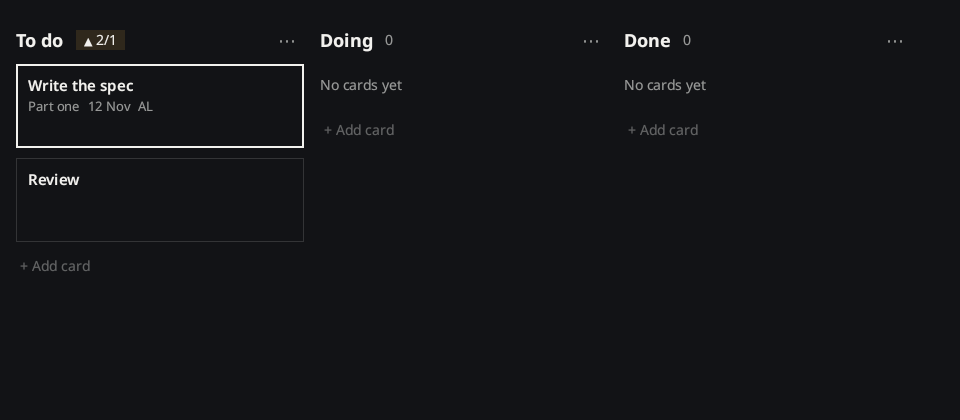 To do ▲ 2/1 ⋯
Write the spec
Part one 12 Nov AL
Review
+ Add card
Doing 0 ⋯
No cards yet
+ Add card
Done 0 ⋯
No cards yet
+ Add card